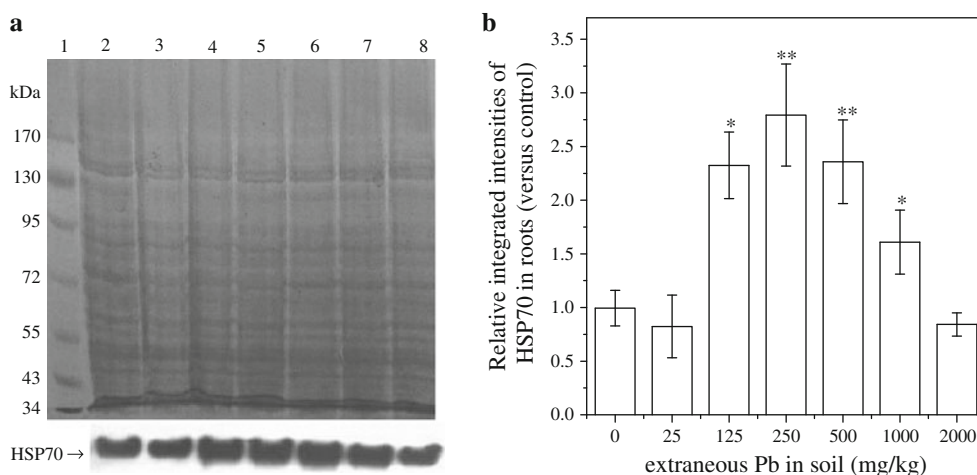 a
1 2 3 4 5 6 7 8
kDa
170
130
95
72
55
43
34
HSP70 →
b
Relative integrated intensities of
HSP70 in roots (versus control)
3.5
3.0
2.5
2.0
1.5
1.0
0.5
0.0
* ** ** *
0 25 125 250 500 1000 2000
extraneous Pb in soil (mg/kg)